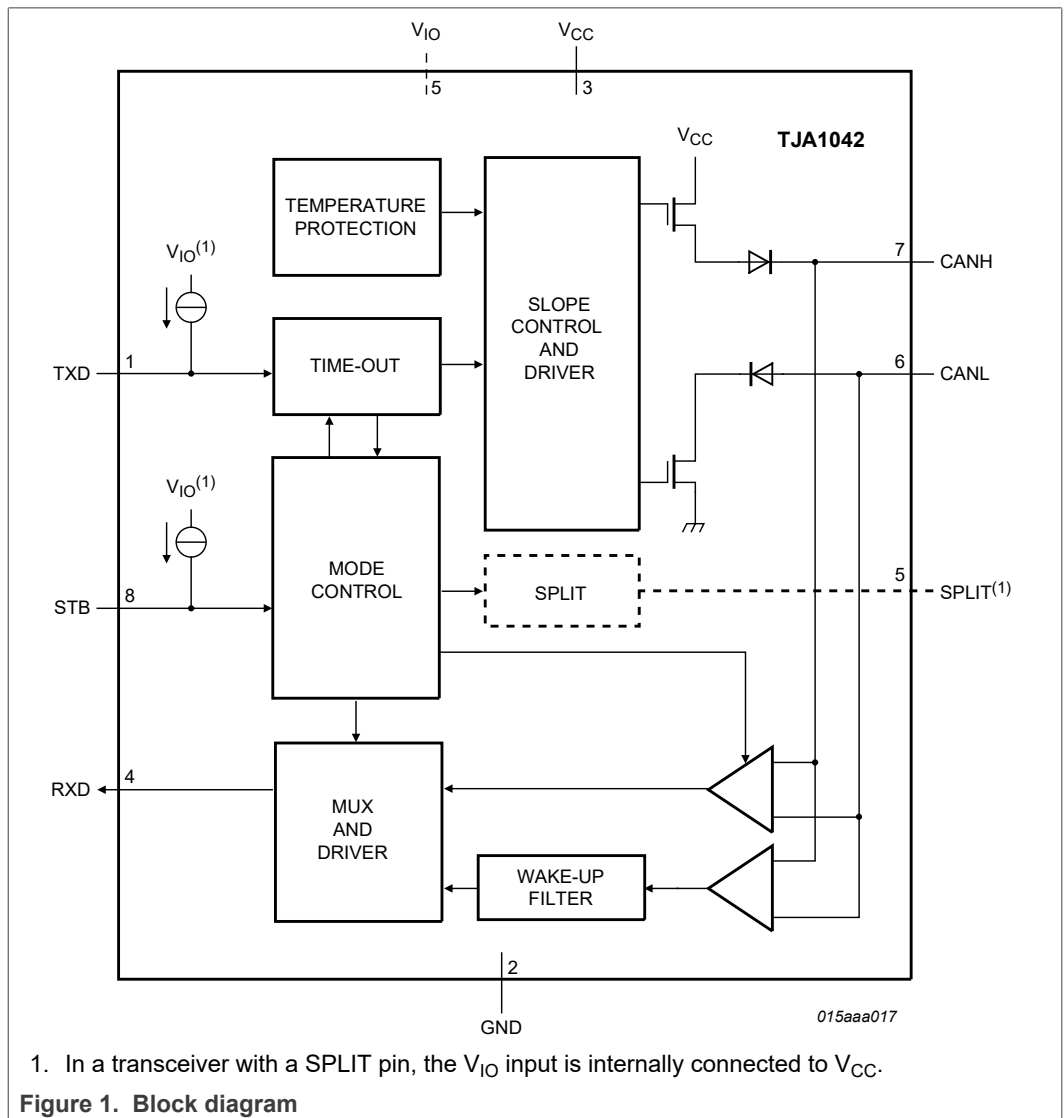 VIO
VCC
5
3
VCC
TJA1042
TEMPERATURE
PROTECTION
VIO(1)
7
CANH
SLOPE
CONTROL
AND
DRIVER
TXD
1
TIME-OUT
6
CANL
VIO(1)
MODE
CONTROL
SPLIT
5
SPLIT(1)
STB
8
RXD
4
MUX
AND
DRIVER
WAKE-UP
FILTER
2
GND
015aaa017
1. In a transceiver with a SPLIT pin, the VIO input is internally connected to VCC.
Figure 1. Block diagram